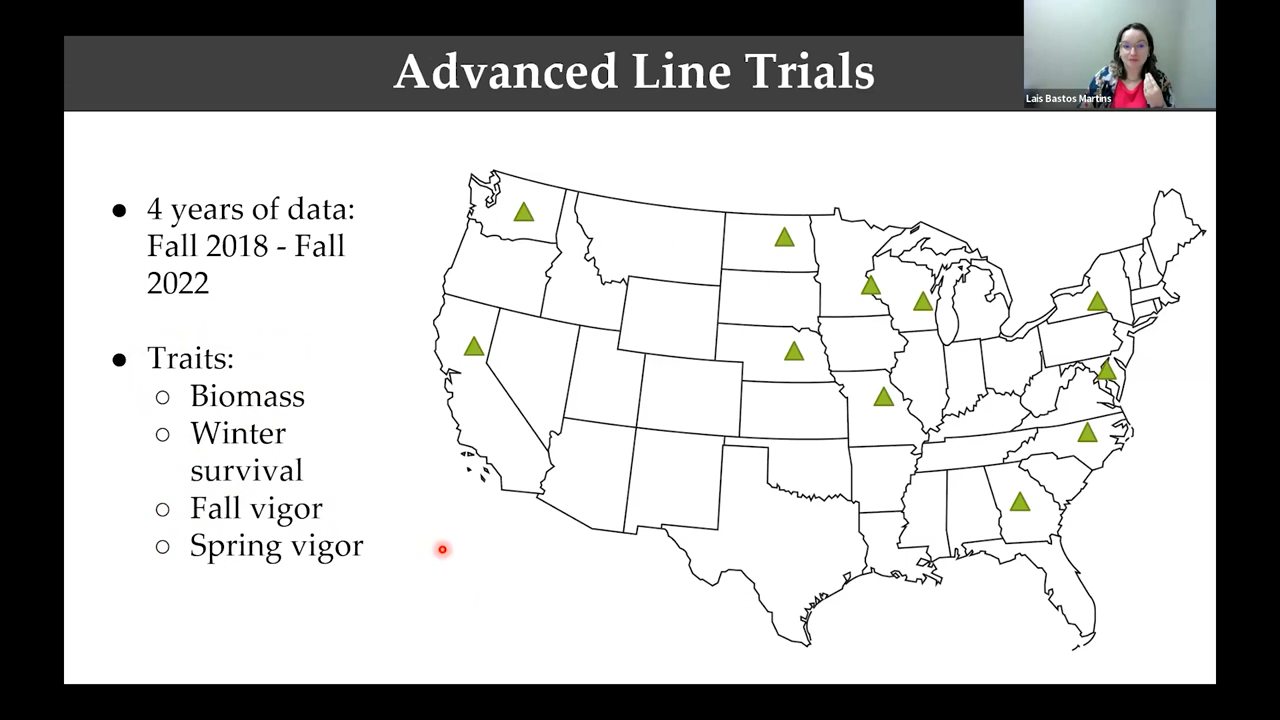 Advanced Line Trials
Lais Bastos Martins
● 4 years of data:
Fall 2018 - Fall
2022
● Traits:
○ Biomass
○ Winter
survival
○ Fall vigor
○ Spring vigor